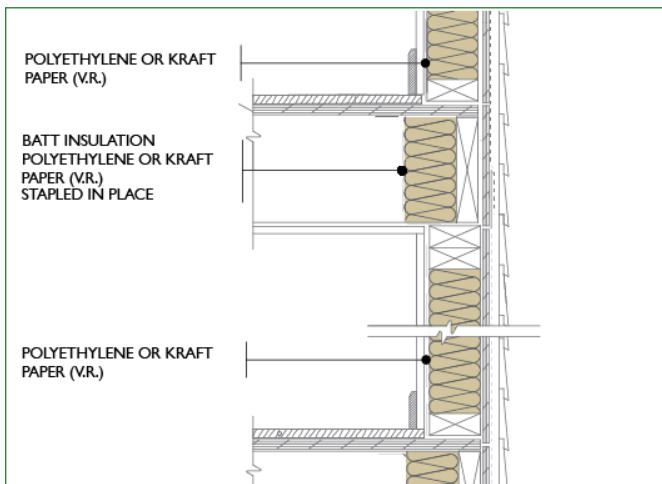 POLYETHYLENE OR KRAFT
PAPER (V.R.)
BATT INSULATION
POLYETHYLENE OR KRAFT
PAPER (V.R.)
STAPLED IN PLACE
POLYETHYLENE OR KRAFT
PAPER (V.R.)